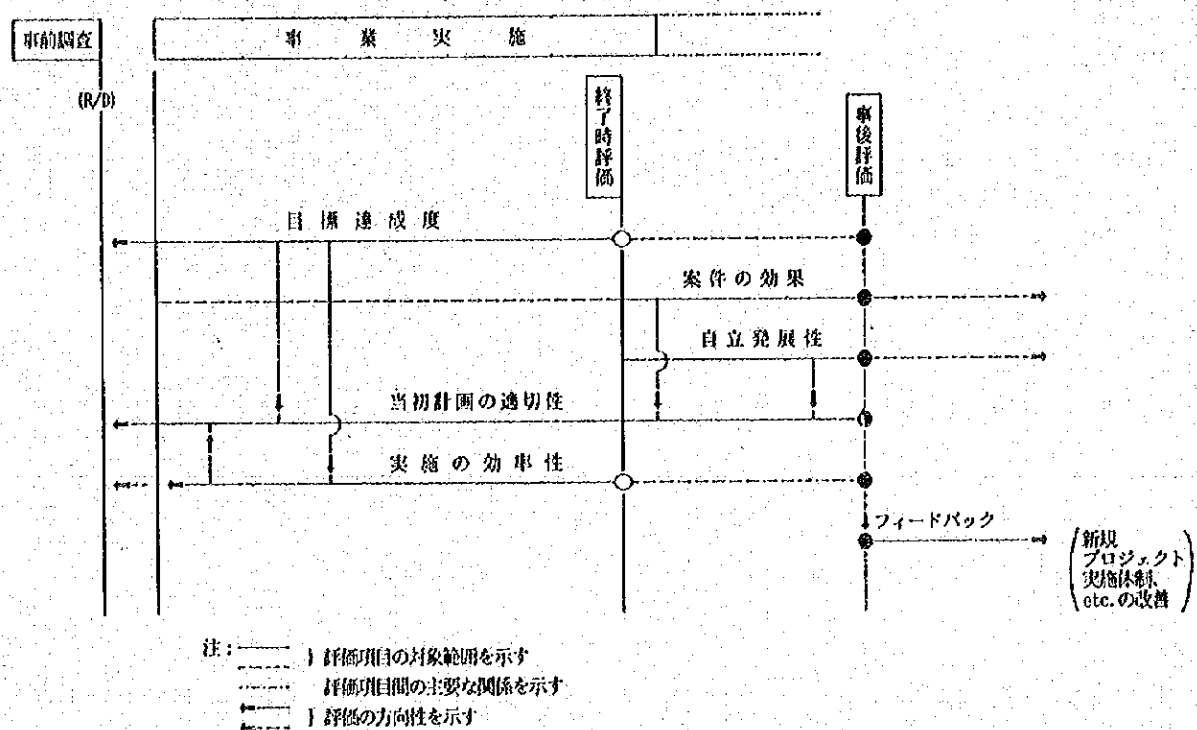 事前調査
事業実施
(R/D)
終了時評価
事後評価
目標達成度
案件の効果
自立発展性
当初計画の適切性
実施の効率性
フィードバック
新規
プロジェクト
実施体制、
etc.の改善
注:
}評価項目の対象範囲を示す
評価項目間の主要な関係を示す
}評価の方向性を示す